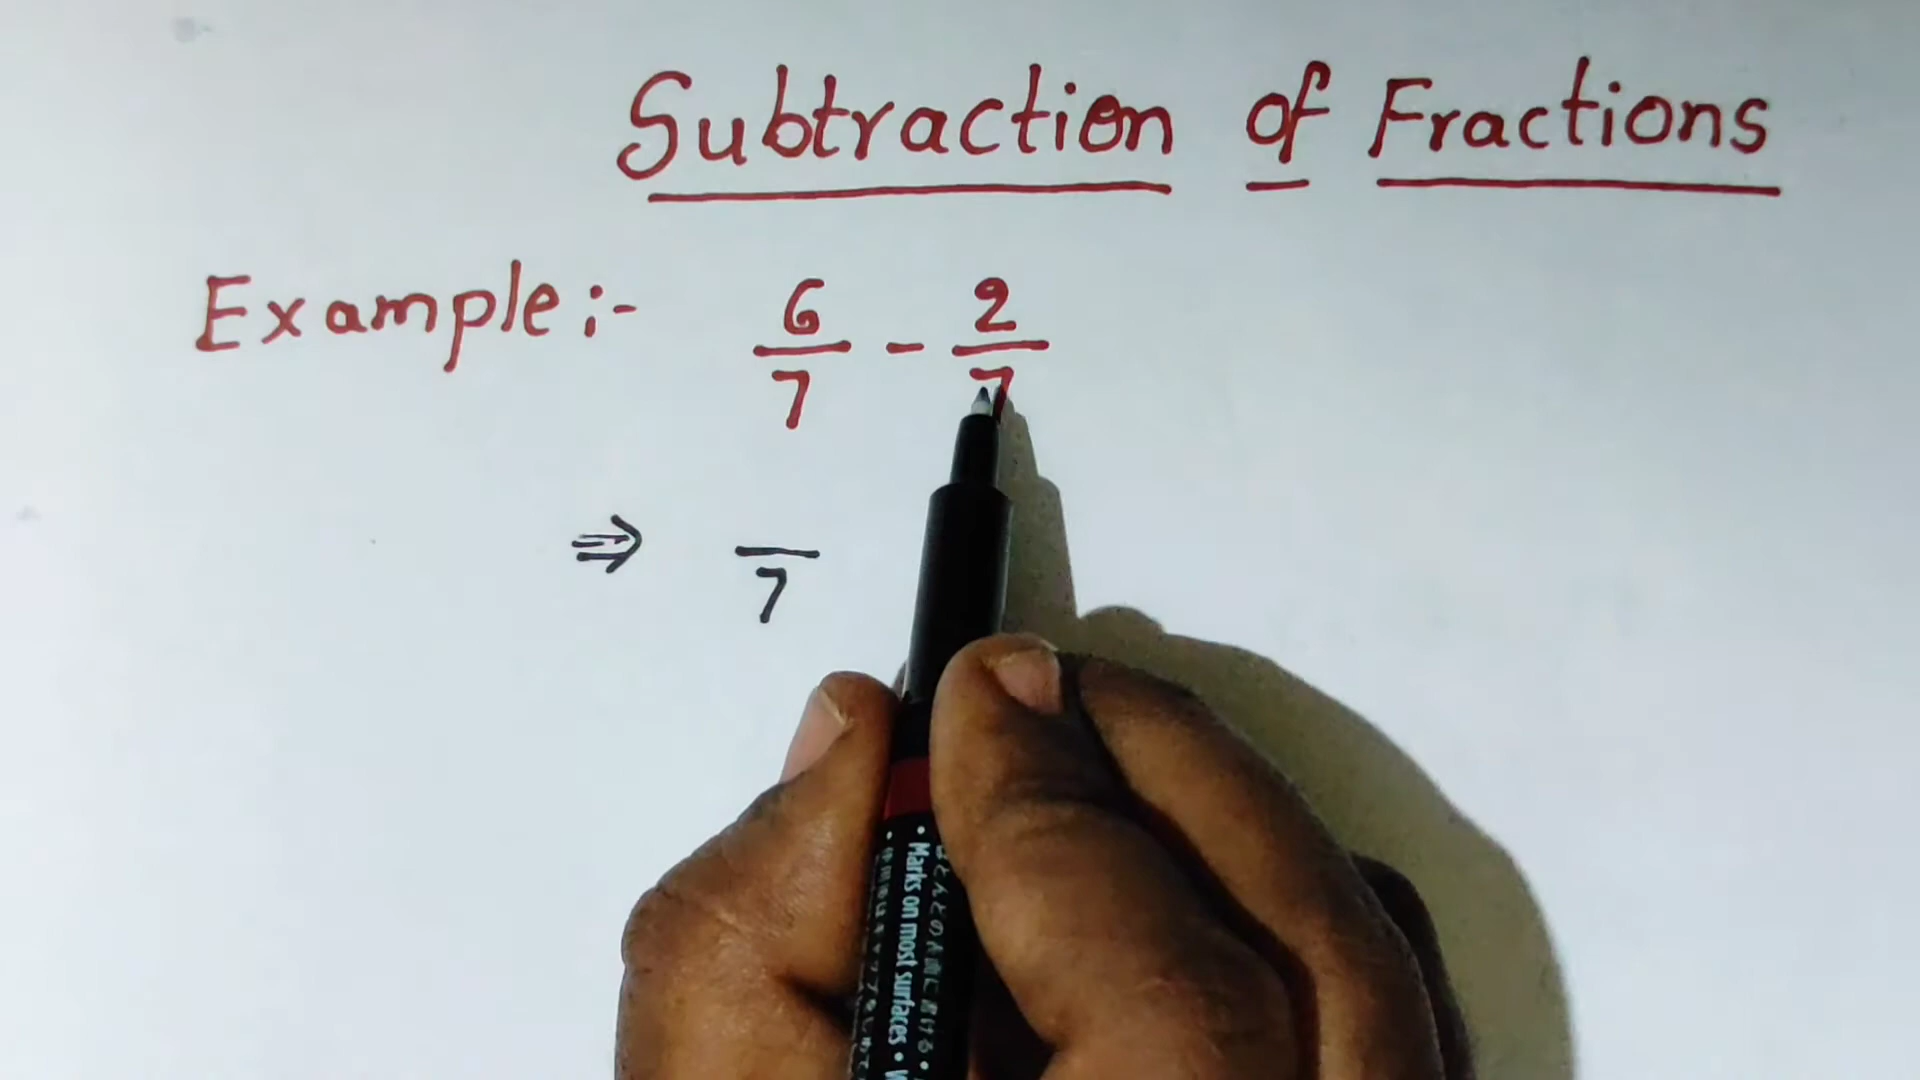 Subtraction of Fractions
Example :- 6/7 - 2/7
⇒ —/7
• Marks on most surfaces •